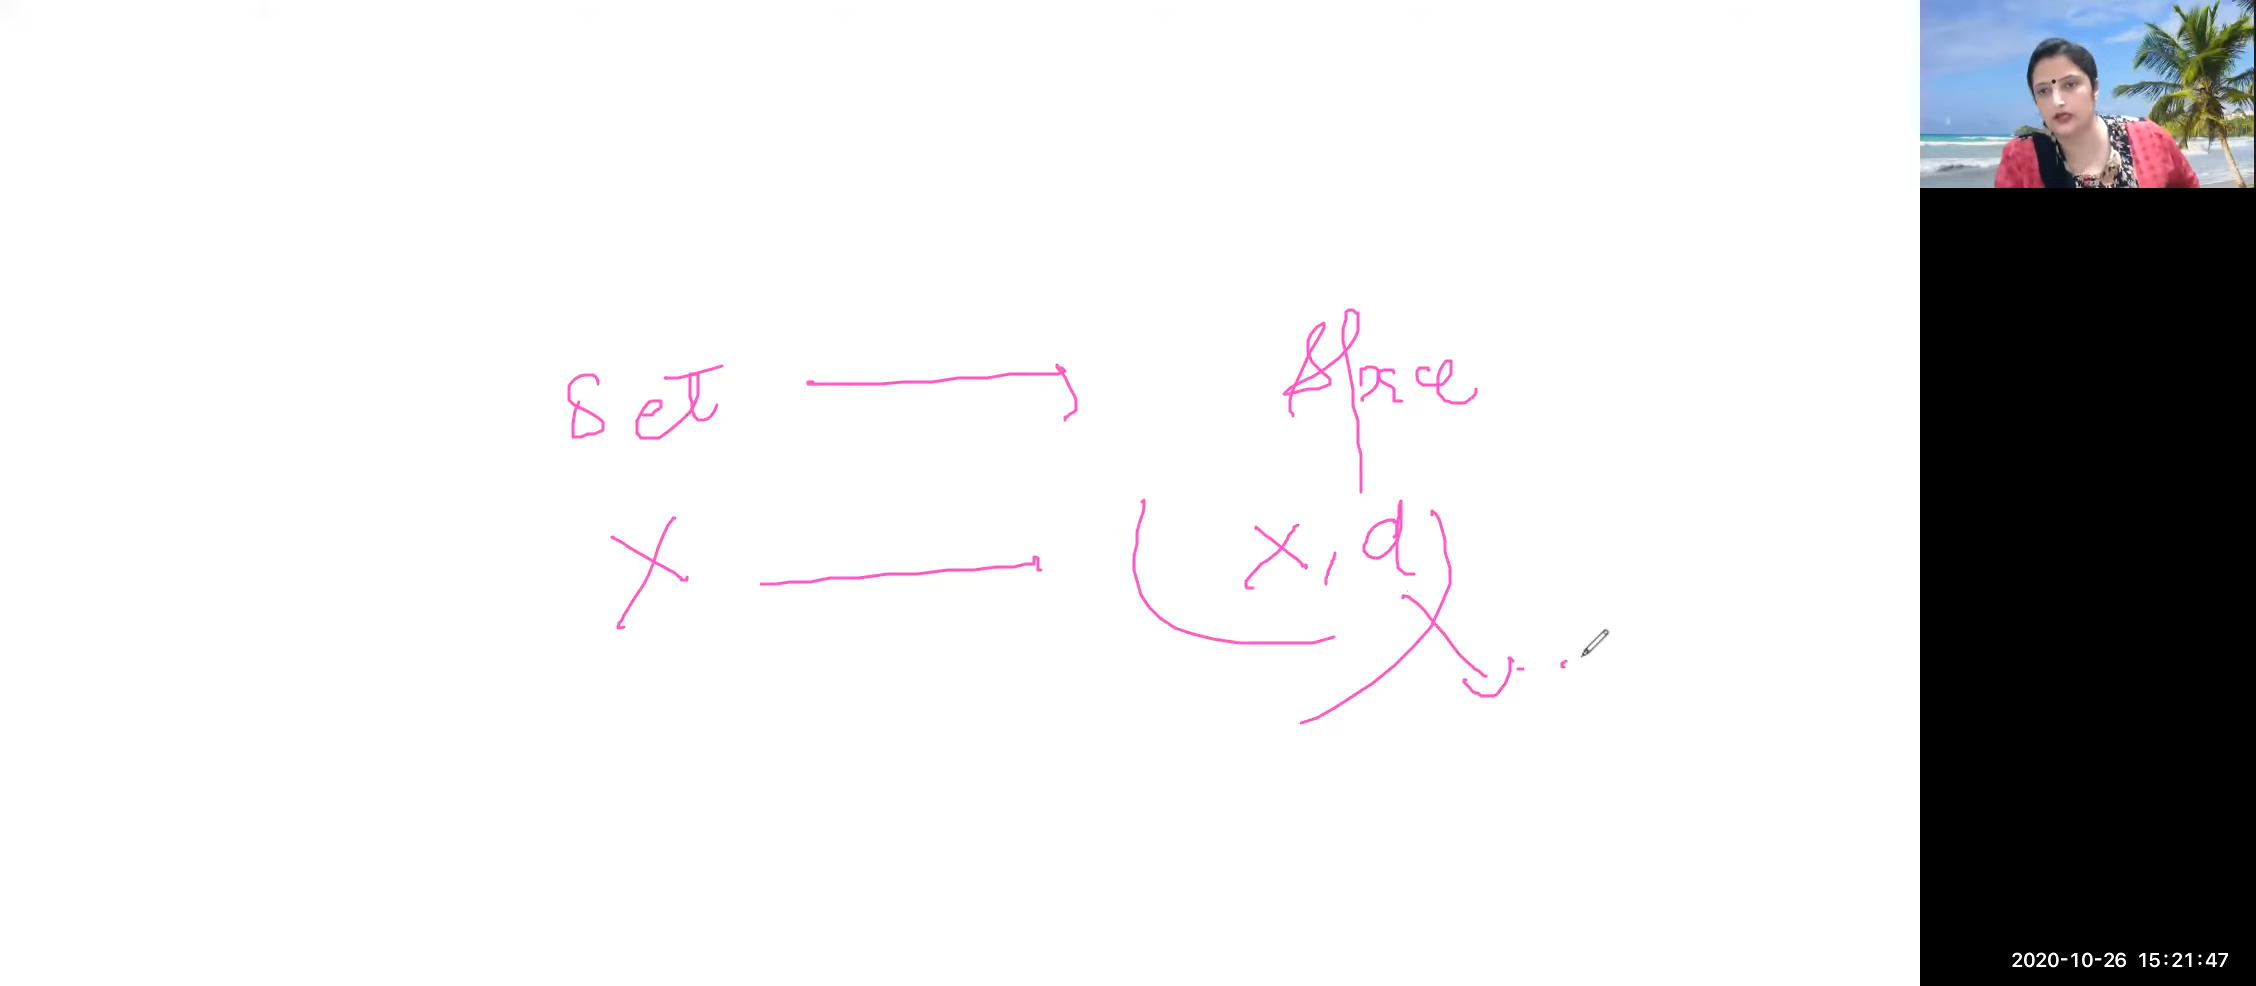 Set → Space
X → (X, d)
2020-10-26 15:21:47